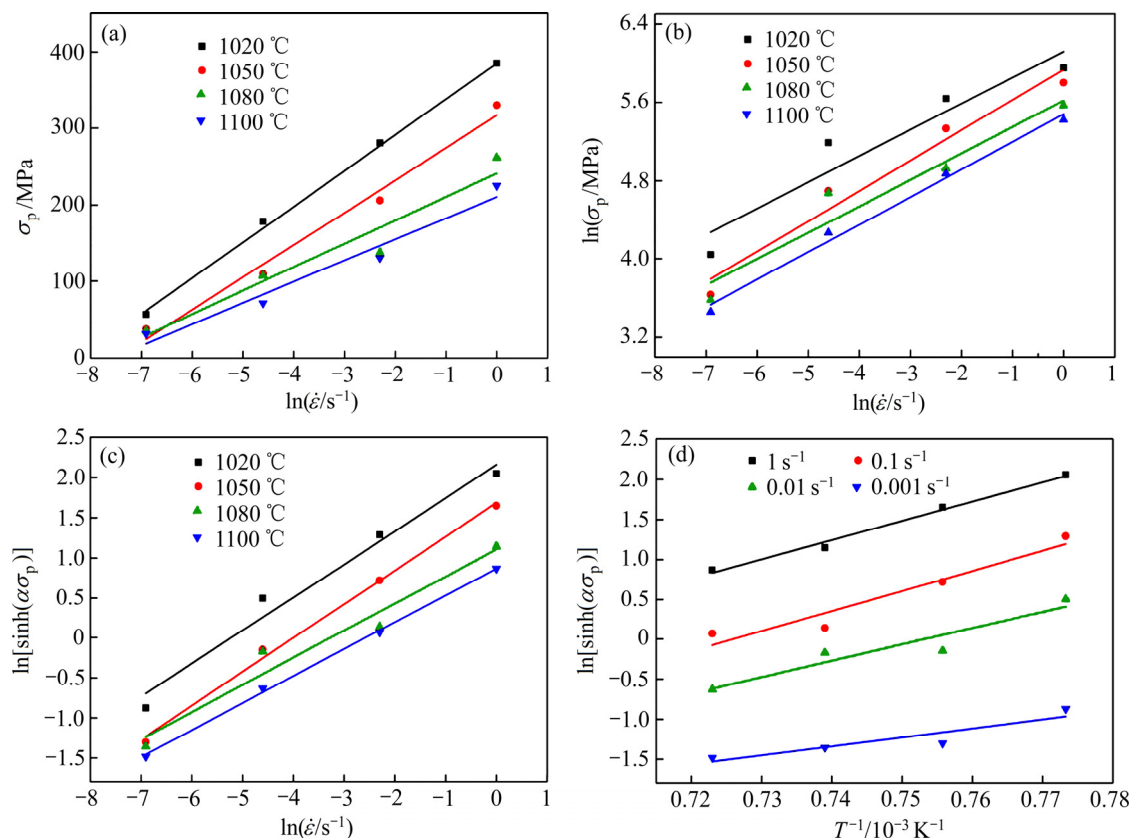 (a)
1020 ℃
1050 ℃
1080 ℃
1100 ℃
400
300
200
100
0
σp/MPa
−8 −7 −6 −5 −4 −3 −2 −1 0 1
ln(ε̇/s⁻¹)
(b)
1020 ℃
1050 ℃
1080 ℃
1100 ℃
6.4
5.6
4.8
4.0
3.2
ln(σp/MPa)
−8 −7 −6 −5 −4 −3 −2 −1 0 1
ln(ε̇/s⁻¹)
(c)
1020 ℃
1050 ℃
1080 ℃
1100 ℃
2.5
2.0
1.5
1.0
0.5
0
−0.5
−1.0
−1.5
ln[sinh(ασp)]
−8 −7 −6 −5 −4 −3 −2 −1 0 1
ln(ε̇/s⁻¹)
(d)
1 s⁻¹ 0.1 s⁻¹
0.01 s⁻¹ 0.001 s⁻¹
2.5
2.0
1.5
1.0
0.5
0
−0.5
−1.0
−1.5
ln[sinh(ασp)]
0.72 0.73 0.74 0.75 0.76 0.77 0.78
T⁻¹/10⁻³ K⁻¹